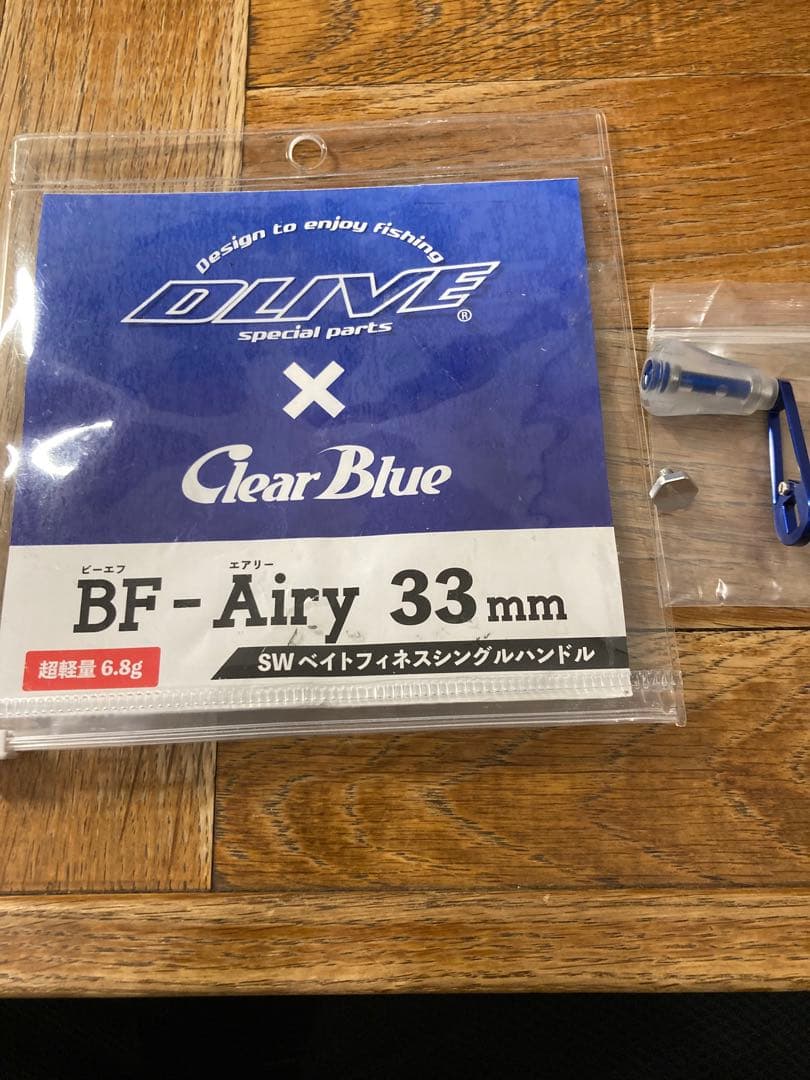 Design to enjoy fishing
DLIVE®
special parts
×
Clear Blue
ビーエフ エアリー
BF-Airy 33mm
超軽量 6.8g
SWベイトフィネスシングルハンドル